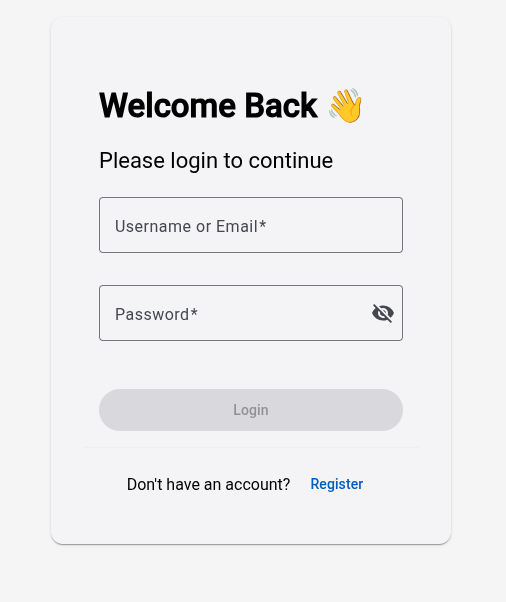 Welcome Back 👋
Please login to continue
Username or Email*
Password*
Login
Don't have an account? Register